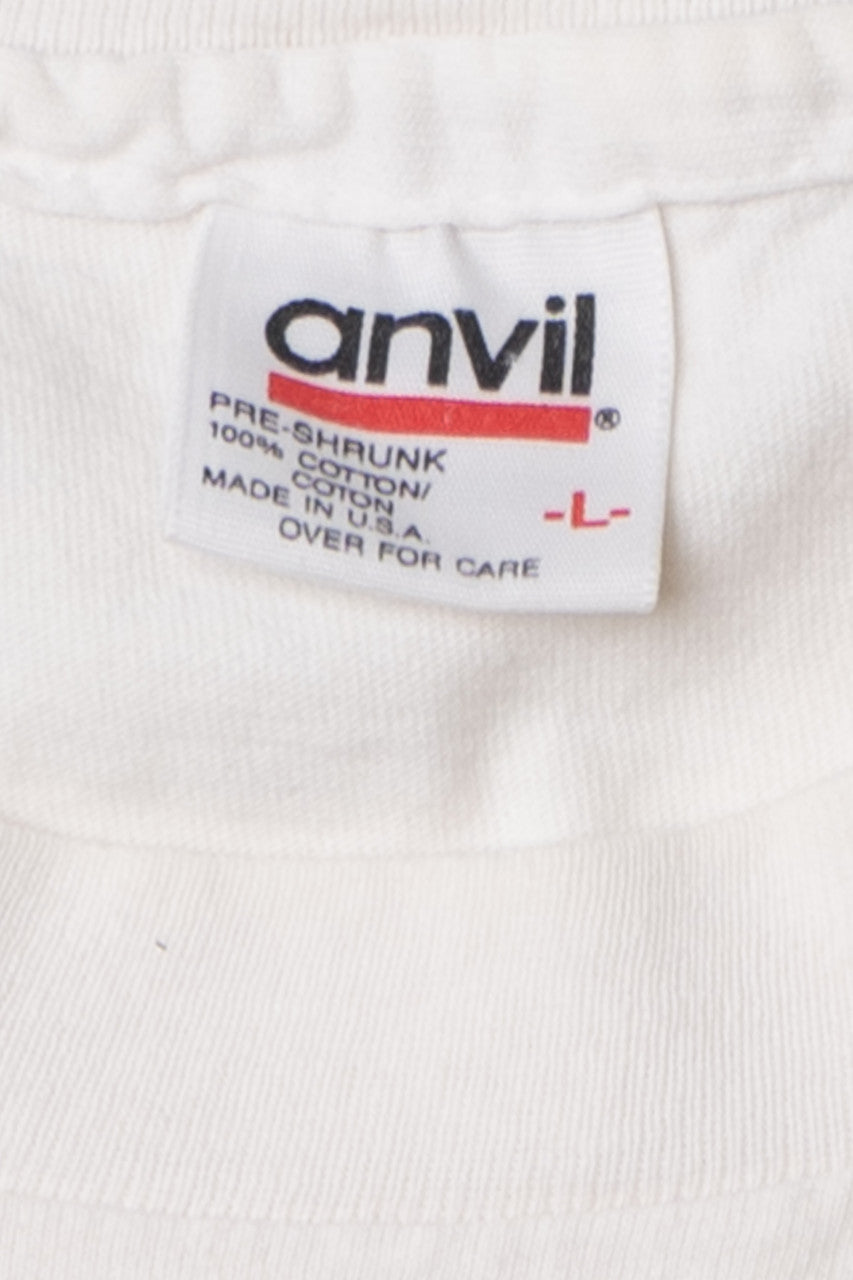 anvil®
PRE-SHRUNK
100% COTTON/
COTON
MADE IN U.S.A.
OVER FOR CARE
-L-